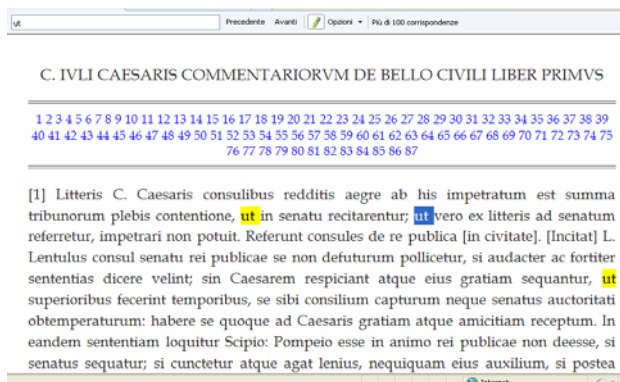 ut Precedente Avanti Opzioni Più di 100 corrispondenze
C. IVLI CAESARIS COMMENTARIORVM DE BELLO CIVILI LIBER PRIMVS
1 2 3 4 5 6 7 8 9 10 11 12 13 14 15 16 17 18 19 20 21 22 23 24 25 26 27 28 29 30 31 32 33 34 35 36 37 38 39
40 41 42 43 44 45 46 47 48 49 50 51 52 53 54 55 56 57 58 59 60 61 62 63 64 65 66 67 68 69 70 71 72 73 74 75
76 77 78 79 80 81 82 83 84 85 86 87
[1] Litteris C. Caesaris consulibus redditis aegre ab his impetratum est summa
tribunorum plebis contentione, ut in senatu recitarentur; ut vero ex litteris ad senatum
referretur, impetrari non potuit. Referunt consules de re publica [in civitate]. [Incitat] L.
Lentulus consul senatu rei publicae se non defuturum pollicetur, si audacter ac fortiter
sententias dicere velint; sin Caesarem respiciant atque eius gratiam sequantur, ut
superioribus fecerint temporibus, se sibi consilium capturum neque senatus auctoritati
obtemperaturum: habere se quoque ad Caesaris gratiam atque amicitiam receptum. In
eandem sententiam loquitur Scipio: Pompeio esse in animo rei publicae non deesse, si
senatus sequatur; si cunctetur atque agat lenius, nequiquam eius auxilium, si postea